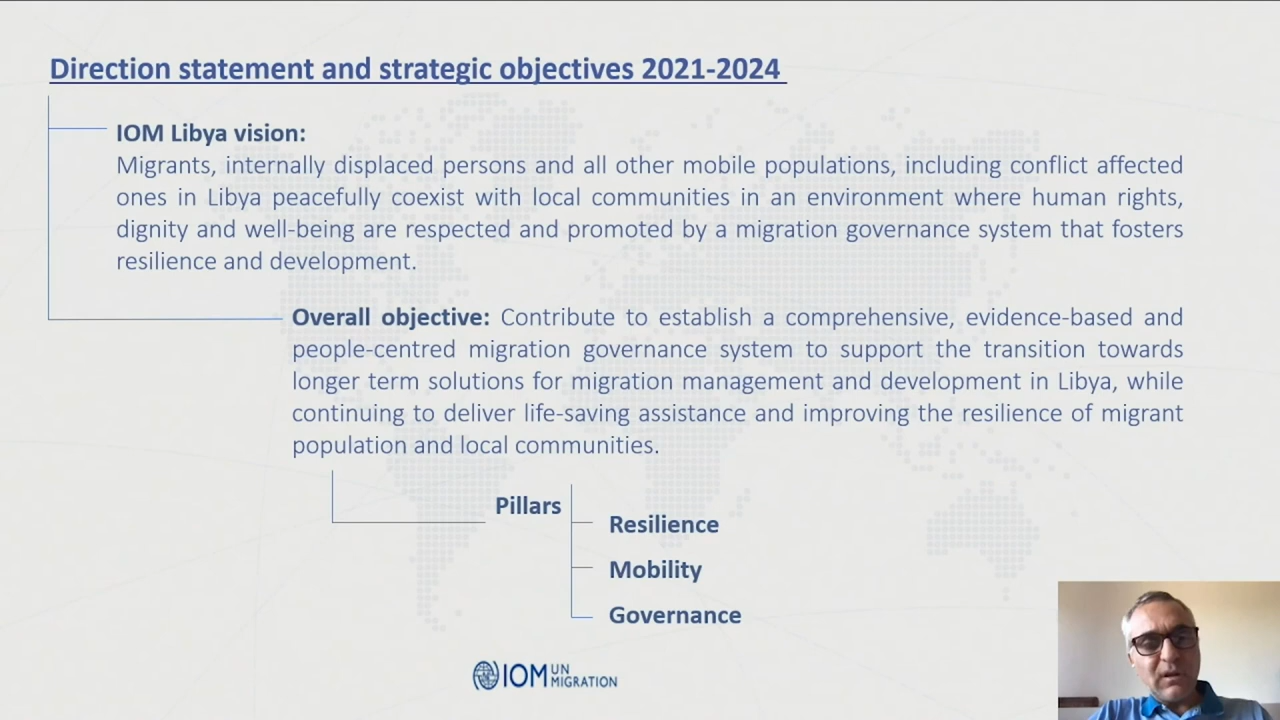 Direction statement and strategic objectives 2021-2024
IOM Libya vision:
Migrants, internally displaced persons and all other mobile populations, including conflict affected
ones in Libya peacefully coexist with local communities in an environment where human rights,
dignity and well-being are respected and promoted by a migration governance system that fosters
resilience and development.
Overall objective: Contribute to establish a comprehensive, evidence-based and
people-centred migration governance system to support the transition towards
longer term solutions for migration management and development in Libya, while
continuing to deliver life-saving assistance and improving the resilience of migrant
population and local communities.
Pillars
Resilience
Mobility
Governance
IOM UN
MIGRATION